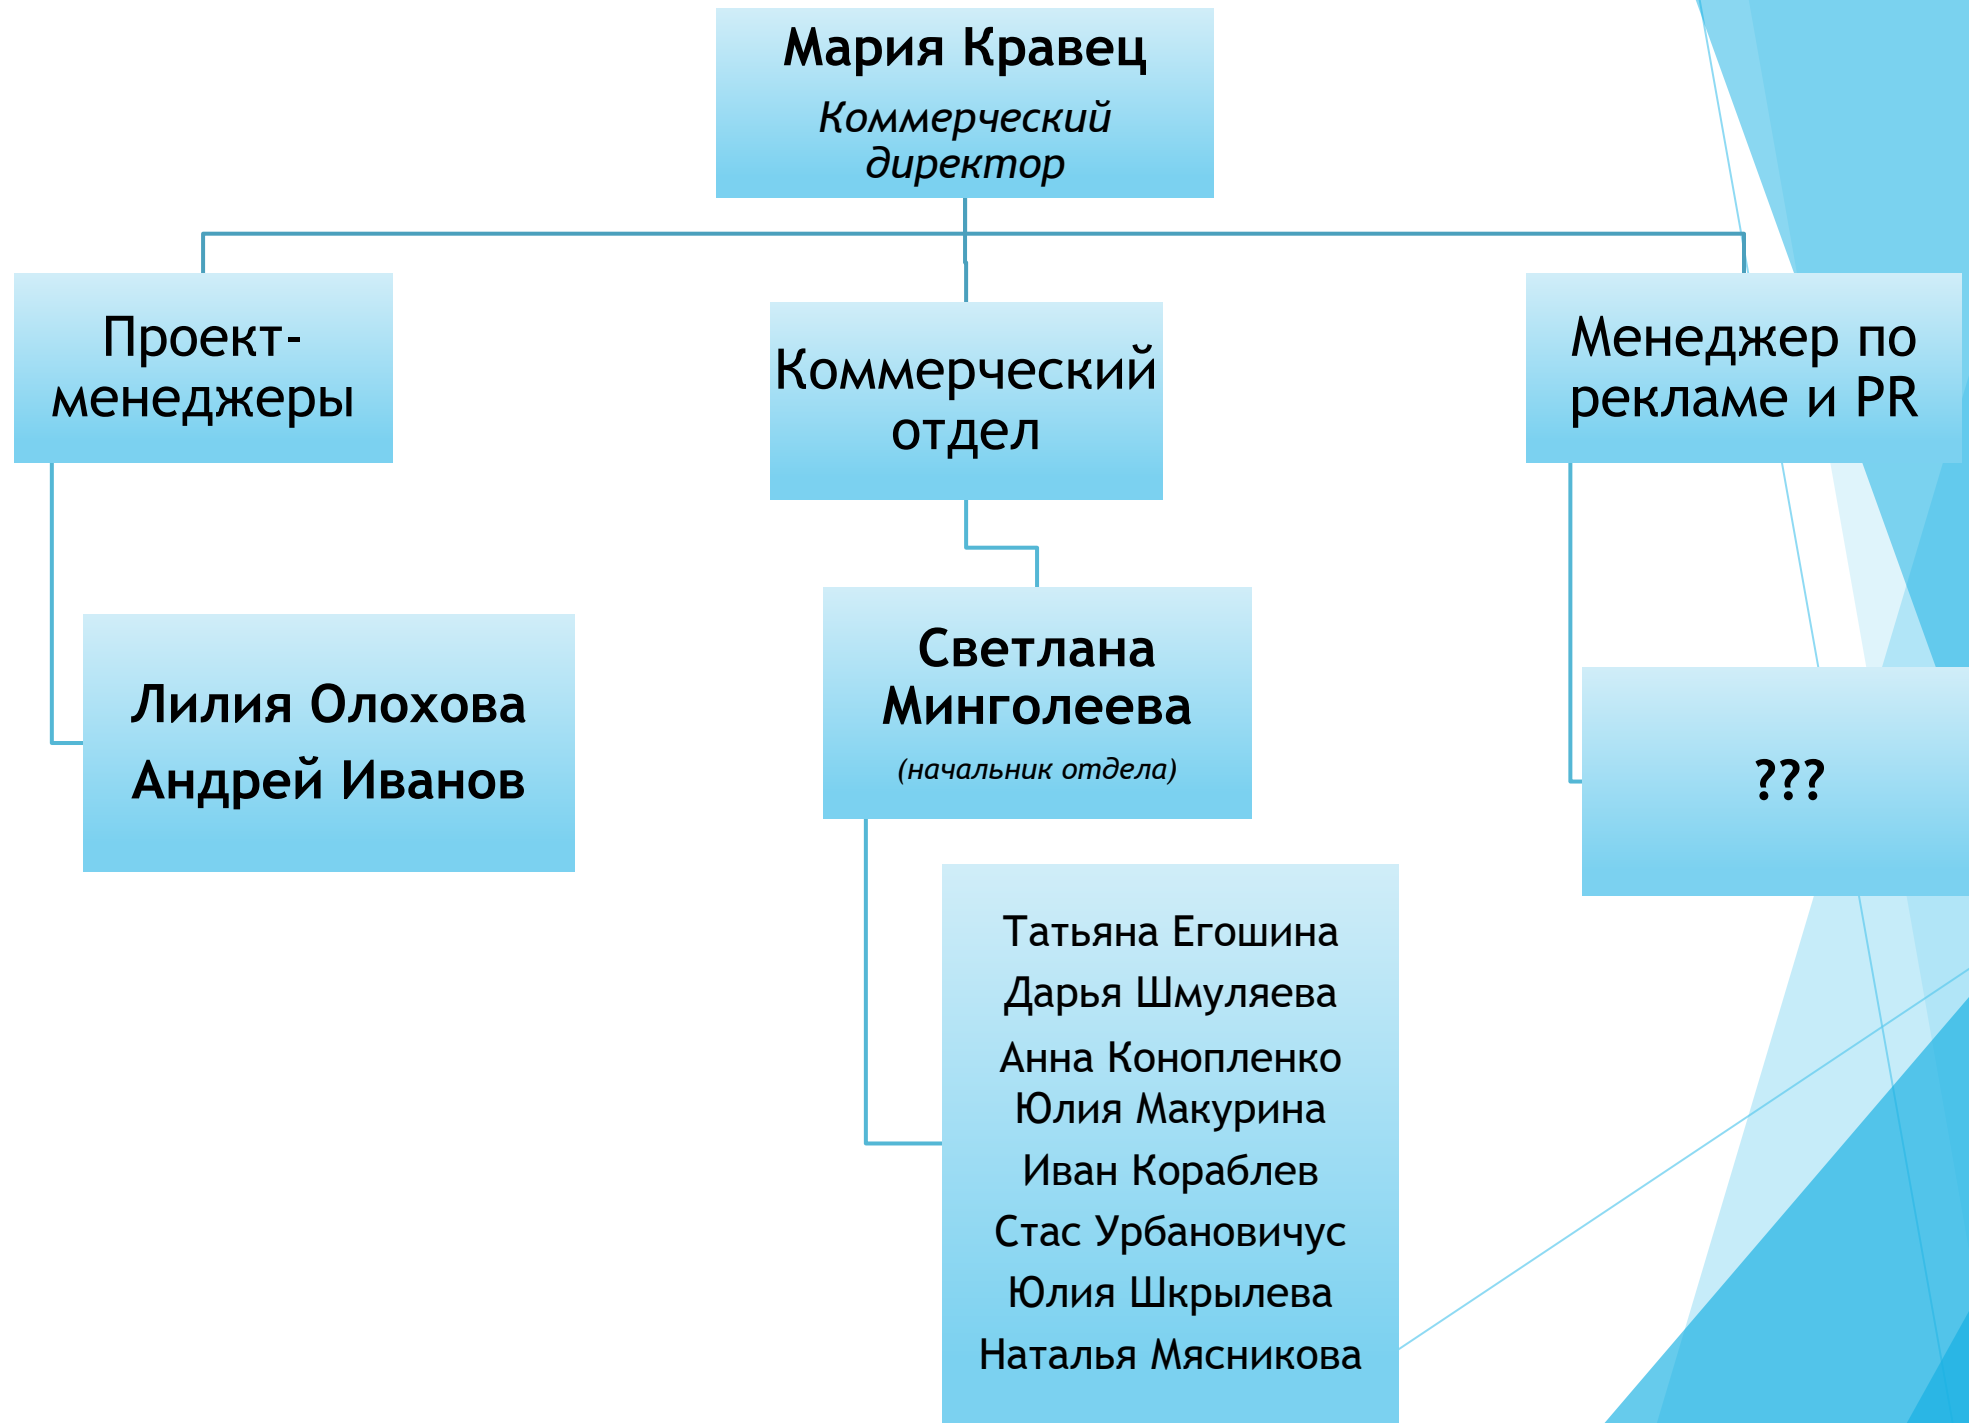 Мария Кравец
Коммерческий
директор
Проект-
менеджеры
Коммерческий
отдел
Менеджер по
рекламе и PR
Лилия Олохова
Андрей Иванов
Светлана
Минголеева
(начальник отдела)
???
Татьяна Егошина
Дарья Шмуляева
Анна Конопленко
Юлия Макурина
Иван Кораблев
Стас Урбановичус
Юлия Шкрылева
Наталья Мясникова